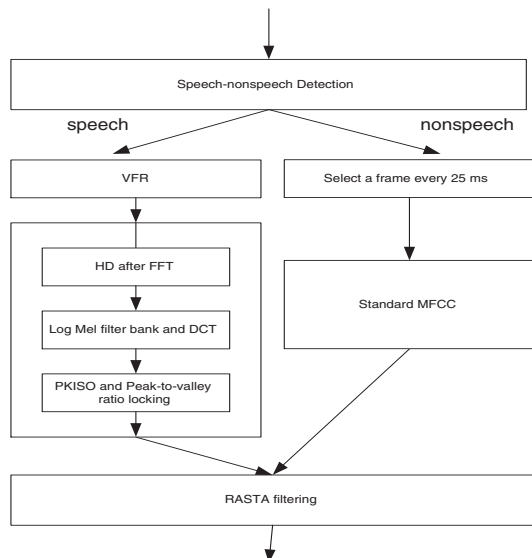 Speech-nonspeech Detection
speech
nonspeech
VFR
Select a frame every 25 ms
HD after FFT
Log Mel filter bank and DCT
PKISO and Peak-to-valley
ratio locking
Standard MFCC
RASTA filtering